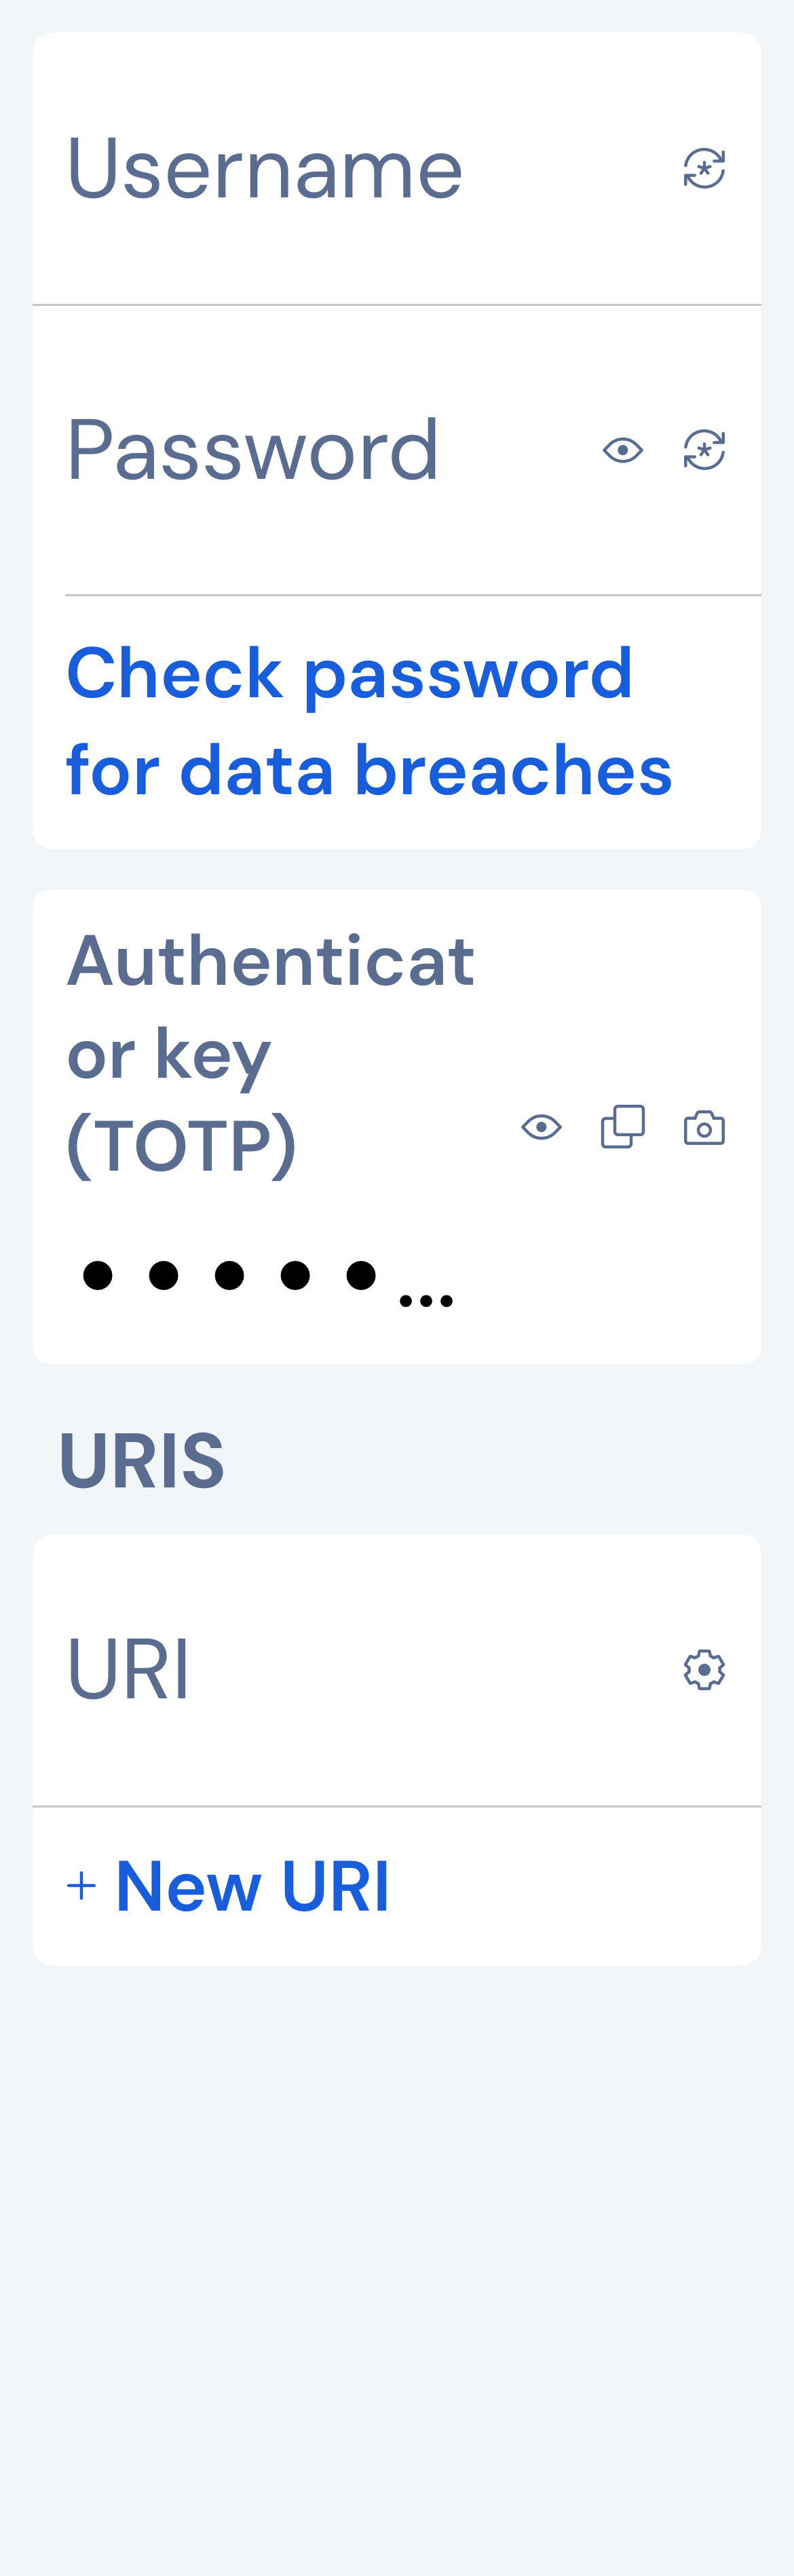 Username
Password
Check password
for data breaches
Authenticat
or key
(TOTP)
•••••…
URIS
URI
+ New URI